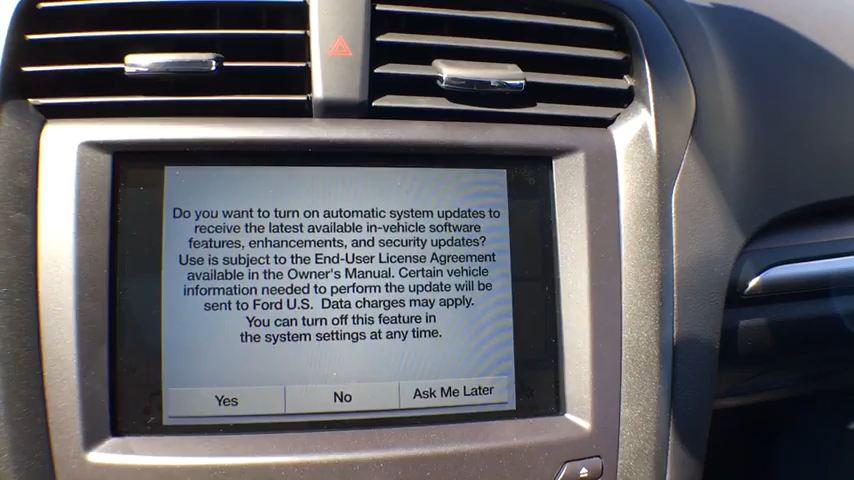 Do you want to turn on automatic system updates to
receive the latest available in-vehicle software
features, enhancements, and security updates?
Use is subject to the End-User License Agreement
available in the Owner's Manual. Certain vehicle
information needed to perform the update will be
sent to Ford U.S. Data charges may apply.
You can turn off this feature in
the system settings at any time.
Yes No Ask Me Later